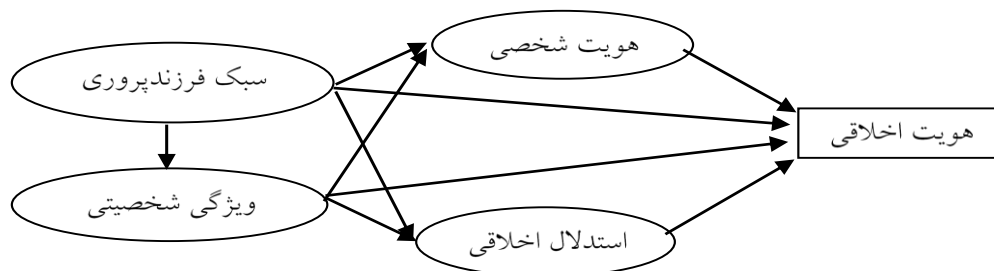 هویت شخصی
سبک فرزندپروری
هویت اخلاقی
ویژگی شخصیتی
استدلال اخلاقی